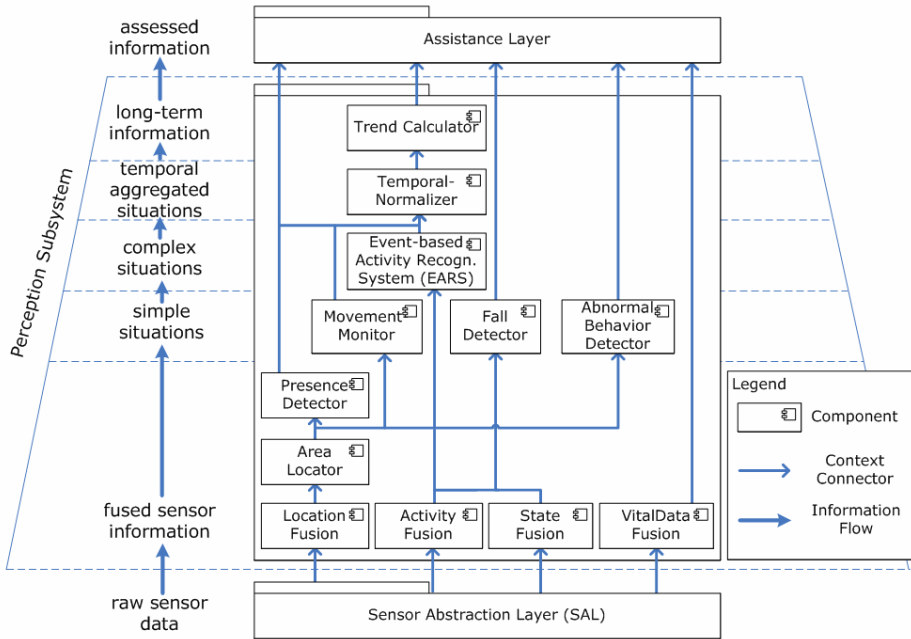 assessed
information
Assistance Layer
long-term
information
Trend Calculator
temporal
aggregated
situations
Temporal-
Normalizer
Perception Subsystem
complex
situations
Event-based
Activity Recogn.
System (EARS)
simple
situations
Movement
Monitor
Fall
Detector
Abnormal
Behavior
Detector
Presence
Detector
Area
Locator
fused sensor
information
Location
Fusion
Activity
Fusion
State
Fusion
VitalData
Fusion
Legend
Component
Context
Connector
Information
Flow
raw sensor
data
Sensor Abstraction Layer (SAL)